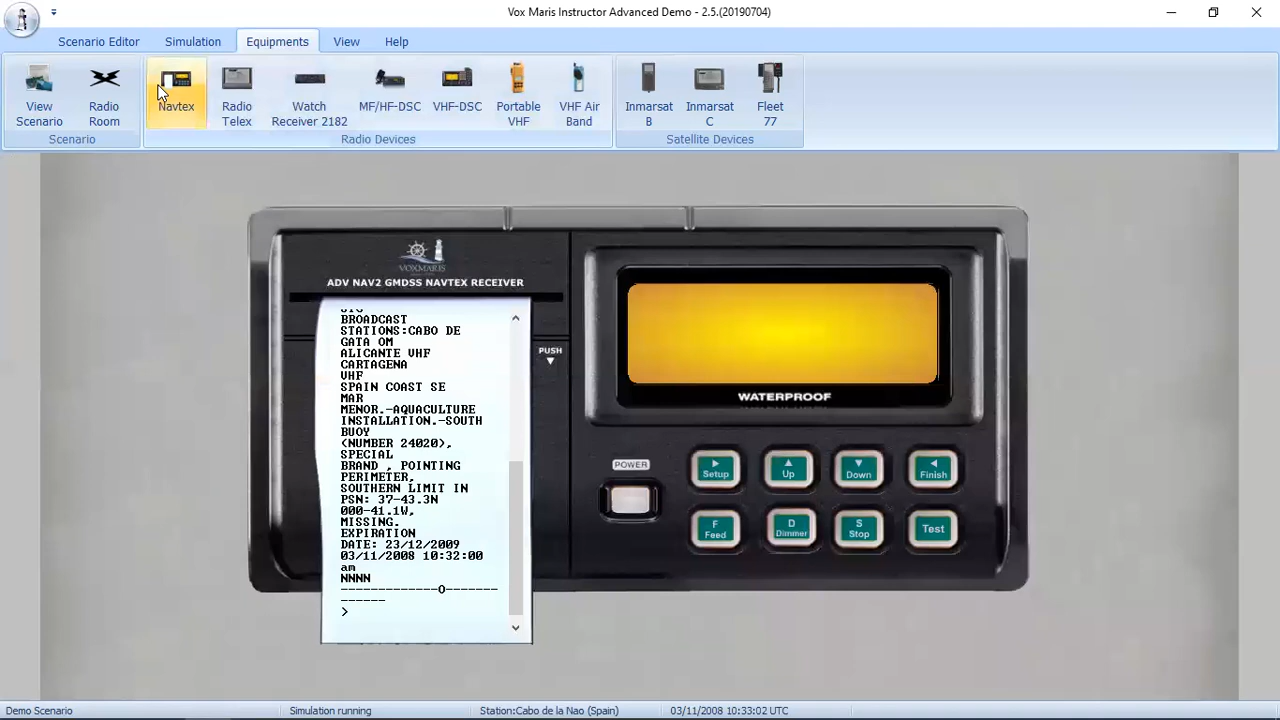 Vox Maris Instructor Advanced Demo - 2.5.(20190704)
Scenario Editor Simulation Equipments View Help
View Scenario
Radio Room
Navtex
Radio Telex
Watch Receiver 2182
MF/HF-DSC
VHF-DSC
Portable VHF
VHF Air Band
Inmarsat B
Inmarsat C
Fleet 77
Scenario
Radio Devices
Satellite Devices
VOXMARIS
ADV NAV2 GMDSS NAVTEX RECEIVER
BROADCAST
STATIONS:CABO DE
GATA OM
ALICANTE VHF
CARTAGENA
VHF
SPAIN COAST SE
MAR
MENOR.-AQUACULTURE
INSTALLATION.-SOUTH
BUOY
(NUMBER 24020),
SPECIAL
BRAND , POINTING
PERIMETER,
SOUTHERN LIMIT IN
PSN: 37-43.3N
000-41.1W,
MISSING.
EXPIRATION
DATE: 23/12/2009
03/11/2008 10:32:00
am
NNNN
-------------O-------
------
>
PUSH
WATERPROOF
POWER
Setup
Up
Down
Finish
F
Feed
D
Dimmer
S
Stop
Test
Demo Scenario
Simulation running
Station:Cabo de la Nao (Spain)
03/11/2008 10:33:02 UTC